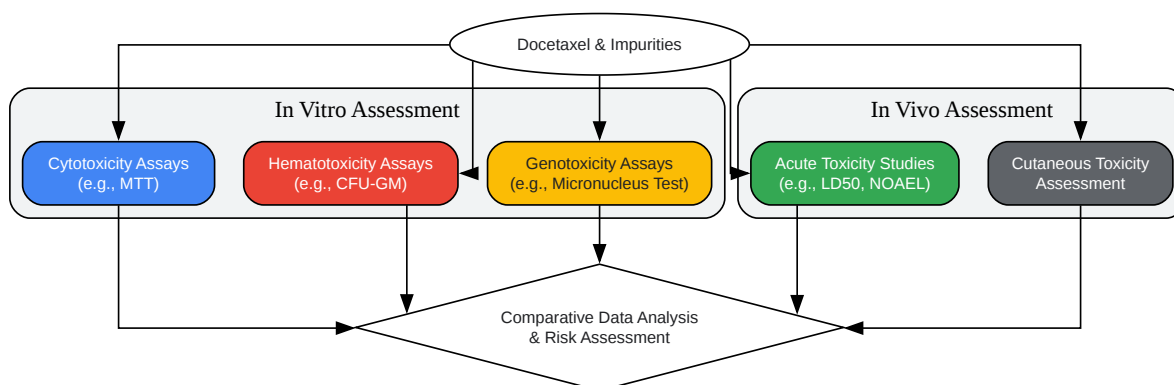 Docetaxel & Impurities
In Vitro Assessment
In Vivo Assessment
Cytotoxicity Assays
(e.g., MTT)
Hematotoxicity Assays
(e.g., CFU-GM)
Genotoxicity Assays
(e.g., Micronucleus Test)
Acute Toxicity Studies
(e.g., LD50, NOAEL)
Cutaneous Toxicity
Assessment
Comparative Data Analysis
& Risk Assessment